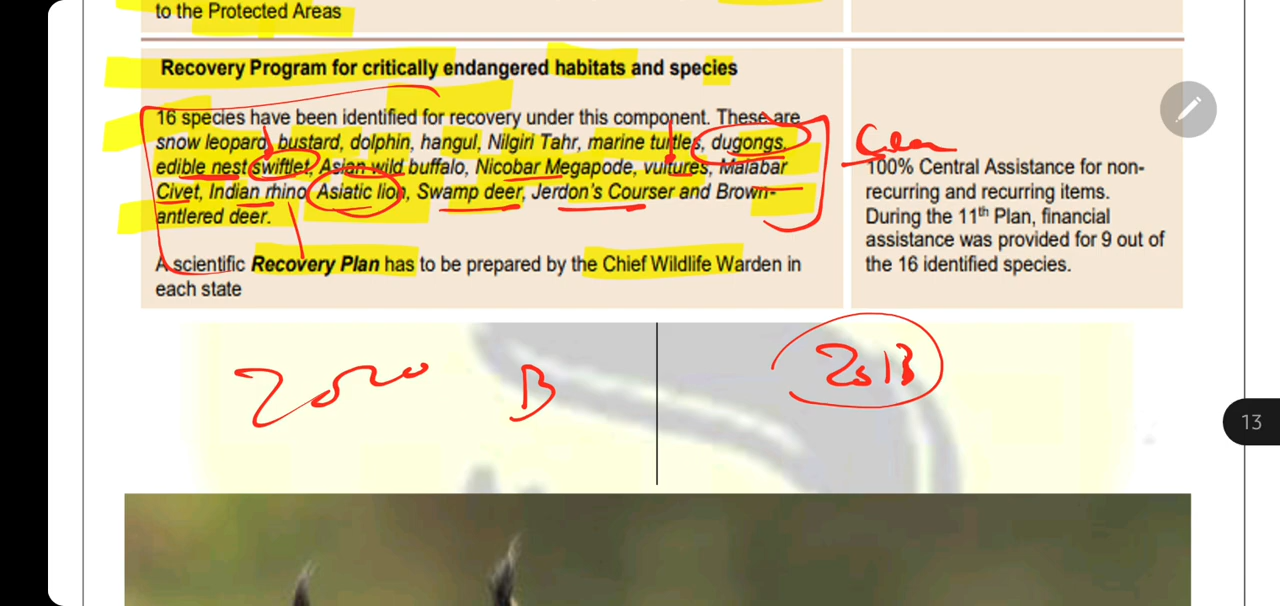 to the Protected Areas
Recovery Program for critically endangered habitats and species
16 species have been identified for recovery under this component. These are
snow leopard, bustard, dolphin, hangul, Nilgiri Tahr, marine turtles, dugongs,
edible nest swiftlet, Asian wild buffalo, Nicobar Megapode, vultures, Malabar
Civet, Indian rhino, Asiatic lion, Swamp deer, Jerdon's Courser and Brown-
antlered deer.
A scientific Recovery Plan has to be prepared by the Chief Wildlife Warden in
each state
100% Central Assistance for non-
recurring and recurring items.
During the 11th Plan, financial
assistance was provided for 9 out of
the 16 identified species.
2020 B
2013
13